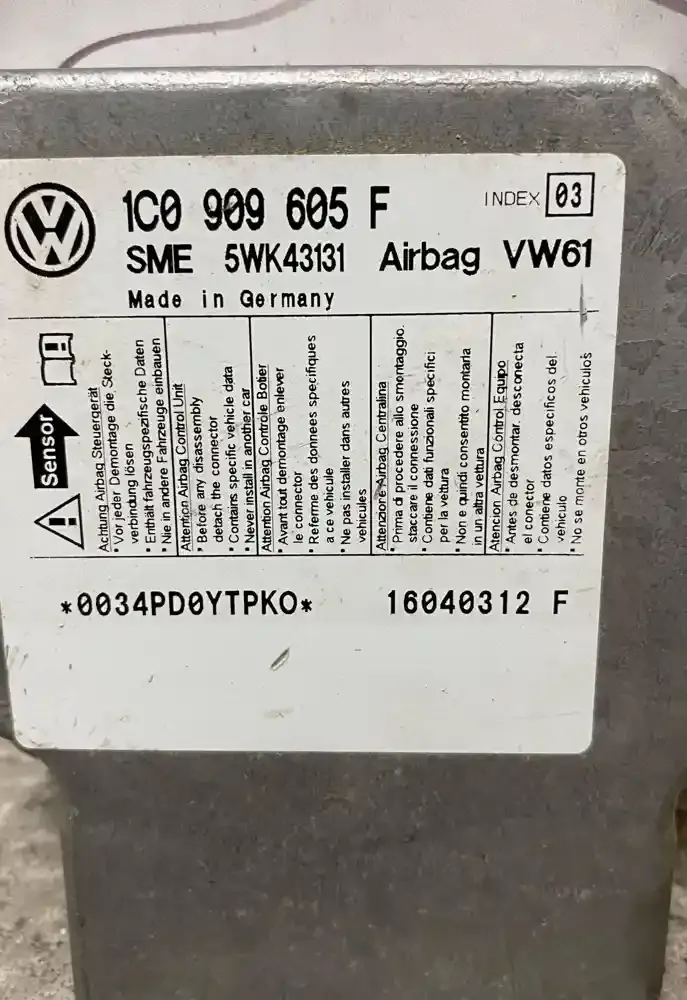 1C0 909 605 F
INDEX 03
SME 5WK43131 Airbag VW61
Made in Germany
Sensor
Achtung Airbag Steuergerät
* Vor jeder Demontage die Steck-
verbindung lösen
* Enthält fahrzeugspezifische Daten
* Nie in andere Fahrzeuge einbauen
Attention Airbag Control Unit
* Before any disassembly
detach the connector
* Contains specific vehicle data
* Never install in another car
Attention Airbag Controle Botier
* Avant tout demontage enlever
le connector
* Referme des donnees specifiques
a ce vehicule
* Ne pas installer dans autres
vehicules
Attenzione Airbag Centralina
* Prima di procedere allo smontaggio.
staccare il connessione
* Contiene dati funzionali specifici
per la vettura
* Non e quindi consentito montarla
in un altra vettura
Atencion Airbag Control Equipo
* Antes de desmontar, desconecta
el conector
* Contiene datos especificos del
vehiculo
* No se monte en otros vehiculos
*0034PD0YTPKO*
16040312 F